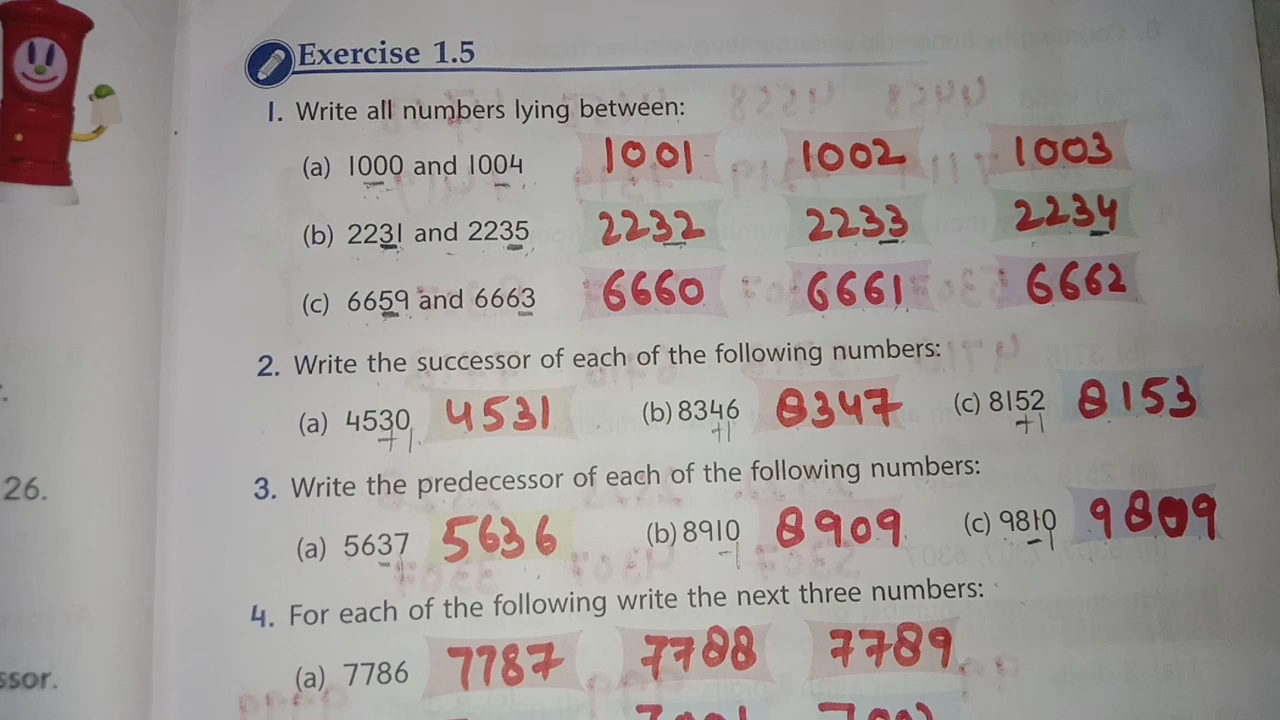 Exercise 1.5
1. Write all numbers lying between:
(a) 1000 and 1004 1001 1002 1003
(b) 2231 and 2235 2232 2233 2234
(c) 6659 and 6663 6660 6661 6662
2. Write the successor of each of the following numbers:
(a) 4530 +1 4531 (b) 8346 +1 8347 (c) 8152 +1 8153
26.
3. Write the predecessor of each of the following numbers:
(a) 5637 -1 5636 (b) 8910 -1 8909 (c) 9810 -1 9809
4. For each of the following write the next three numbers:
(a) 7786 7787 7788 7789
ssor.